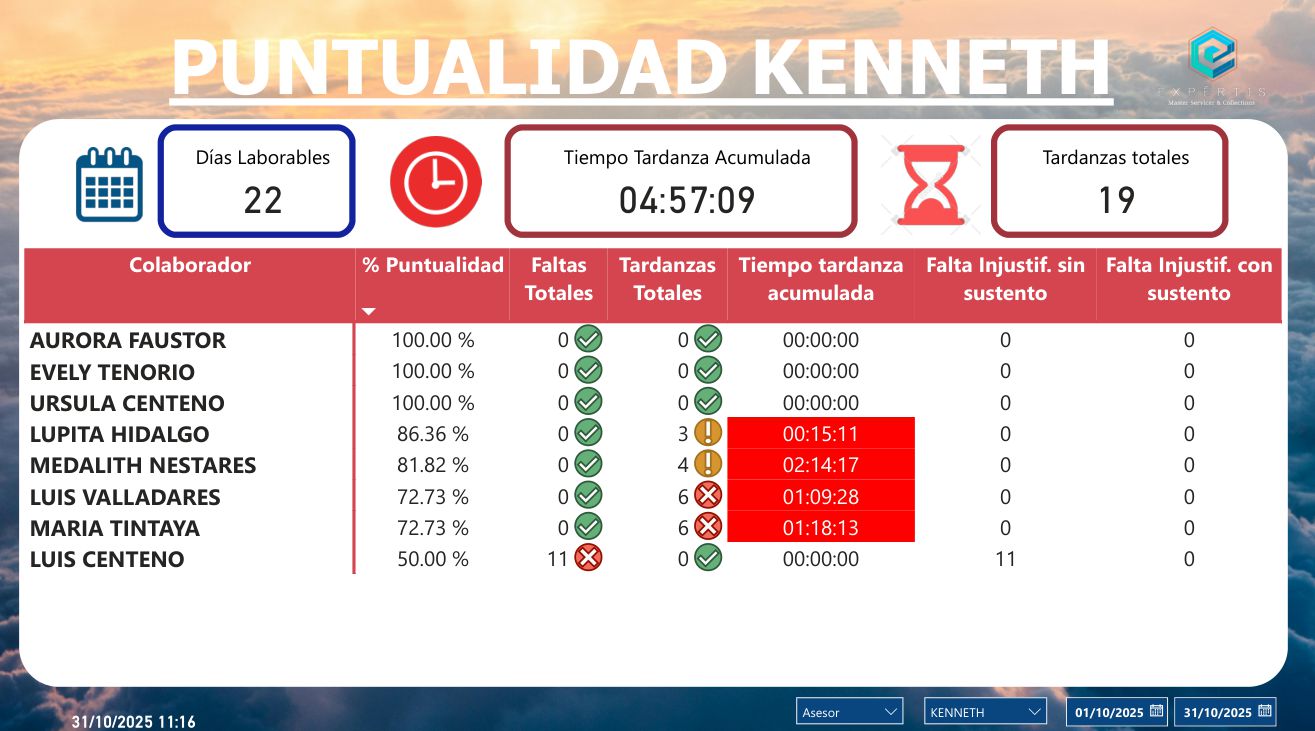 PUNTUALIDAD KENNETH
EXPERTIS
Master Servicer & Collections
Días Laborables
22
Tiempo Tardanza Acumulada
04:57:09
Tardanzas totales
19
Colaborador % Puntualidad Faltas Totales Tardanzas Totales Tiempo tardanza acumulada Falta Injustif. sin sustento Falta Injustif. con sustento
AURORA FAUSTOR 100.00 % 0 0 00:00:00 0 0
EVELY TENORIO 100.00 % 0 0 00:00:00 0 0
URSULA CENTENO 100.00 % 0 0 00:00:00 0 0
LUPITA HIDALGO 86.36 % 0 3 00:15:11 0 0
MEDALITH NESTARES 81.82 % 0 4 02:14:17 0 0
LUIS VALLADARES 72.73 % 0 6 01:09:28 0 0
MARIA TINTAYA 72.73 % 0 6 01:18:13 0 0
LUIS CENTENO 50.00 % 11 0 00:00:00 11 0
31/10/2025 11:16
Asesor KENNETH 01/10/2025 31/10/2025